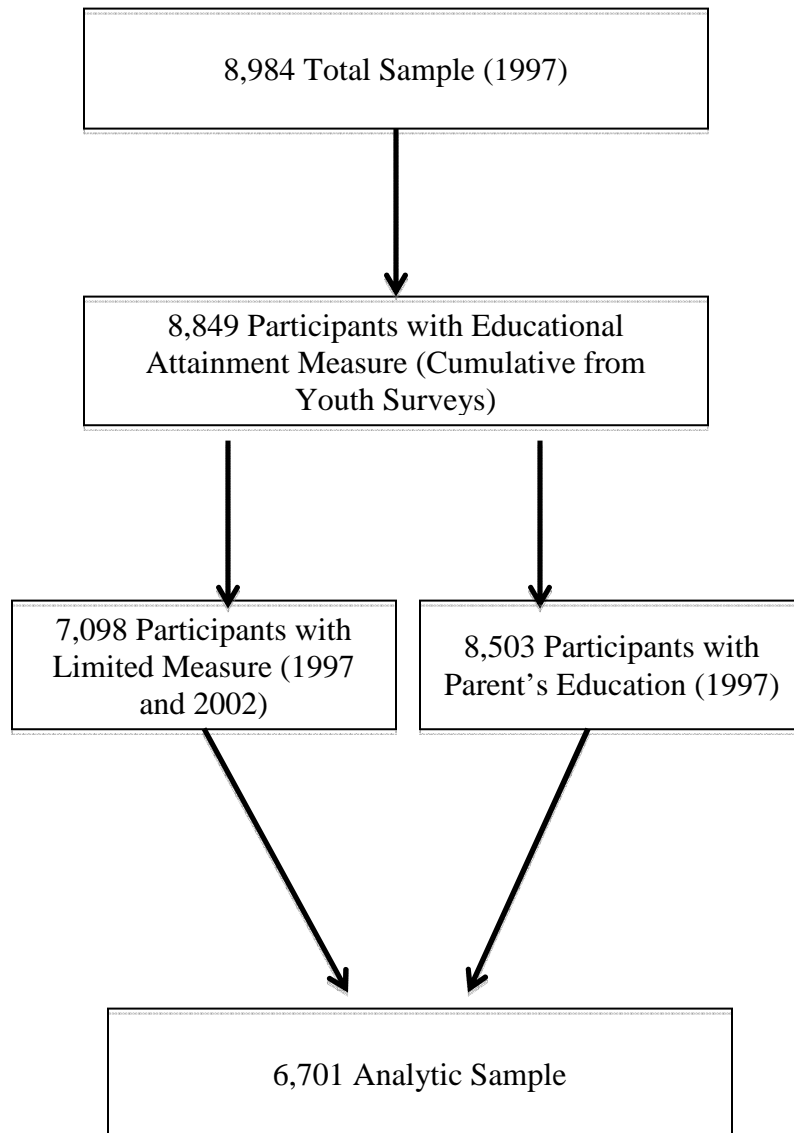 8,984 Total Sample (1997)
8,849 Participants with Educational
Attainment Measure (Cumulative from
Youth Surveys)
7,098 Participants with
Limited Measure (1997
and 2002)
8,503 Participants with
Parent’s Education (1997)
6,701 Analytic Sample